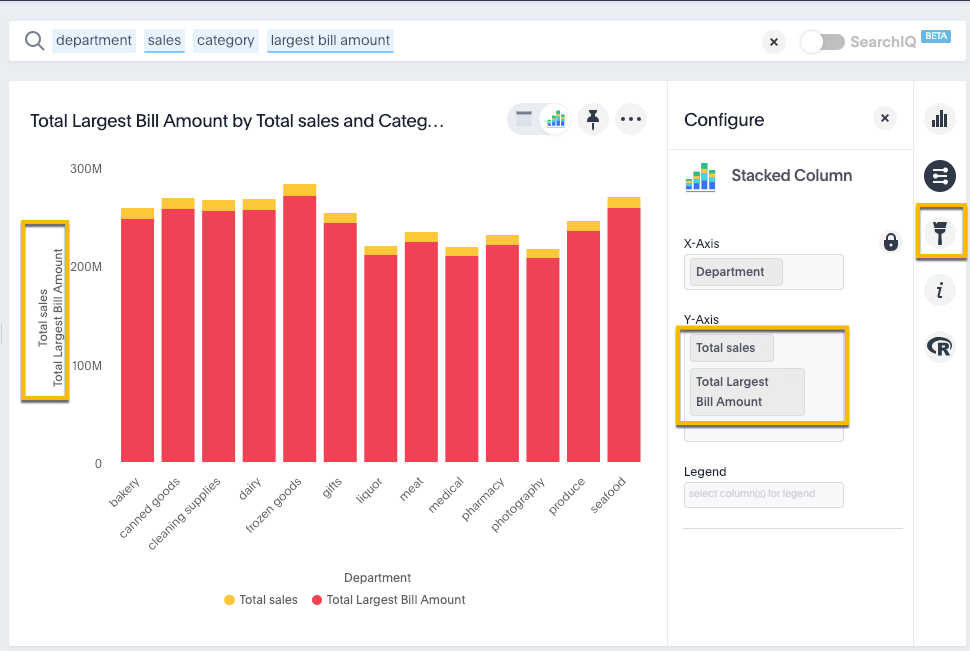 department sales category largest bill amount
SearchIQ BETA
Total Largest Bill Amount by Total sales and Categ…
300M
200M
100M
0
Total sales
Total Largest Bill Amount
bakery
canned goods
cleaning supplies
dairy
frozen goods
gifts
liquor
meat
medical
pharmacy
photography
produce
seafood
Department
Total sales Total Largest Bill Amount
Configure
Stacked Column
X-Axis
Department
Y-Axis
Total sales
Total Largest
Bill Amount
Legend
select column(s) for legend
i
R